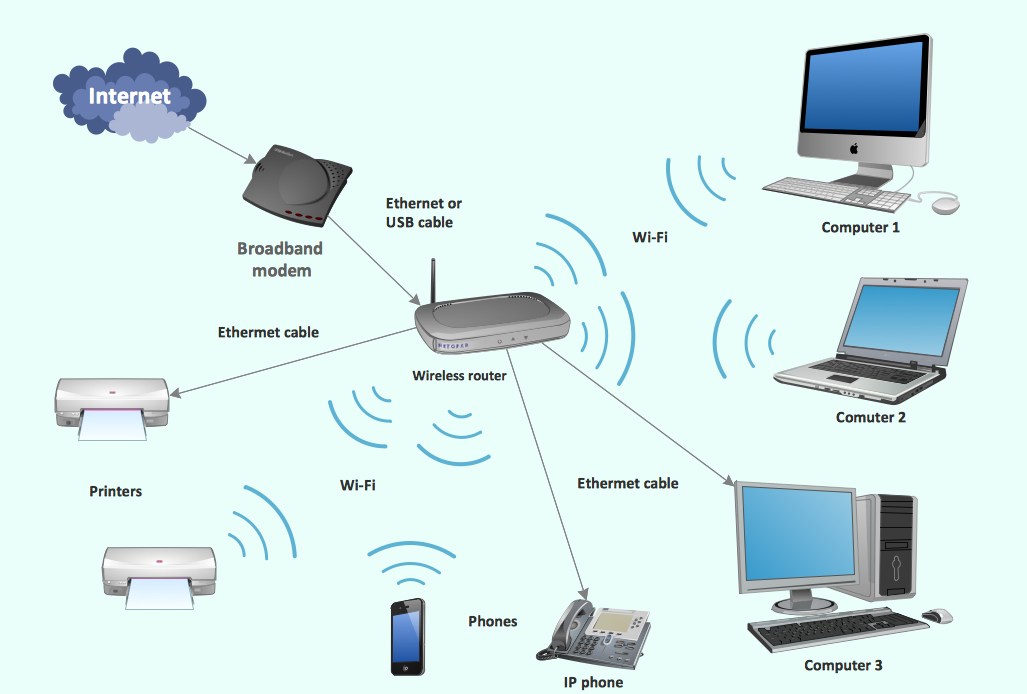 Internet
Ethernet or
USB cable
Computer 1
Wi-Fi
Broadband
modem
Ethermet cable
NETGEAR
Wireless router
Comuter 2
Printers
Wi-Fi
Ethermet cable
Phones
Computer 3
IP phone